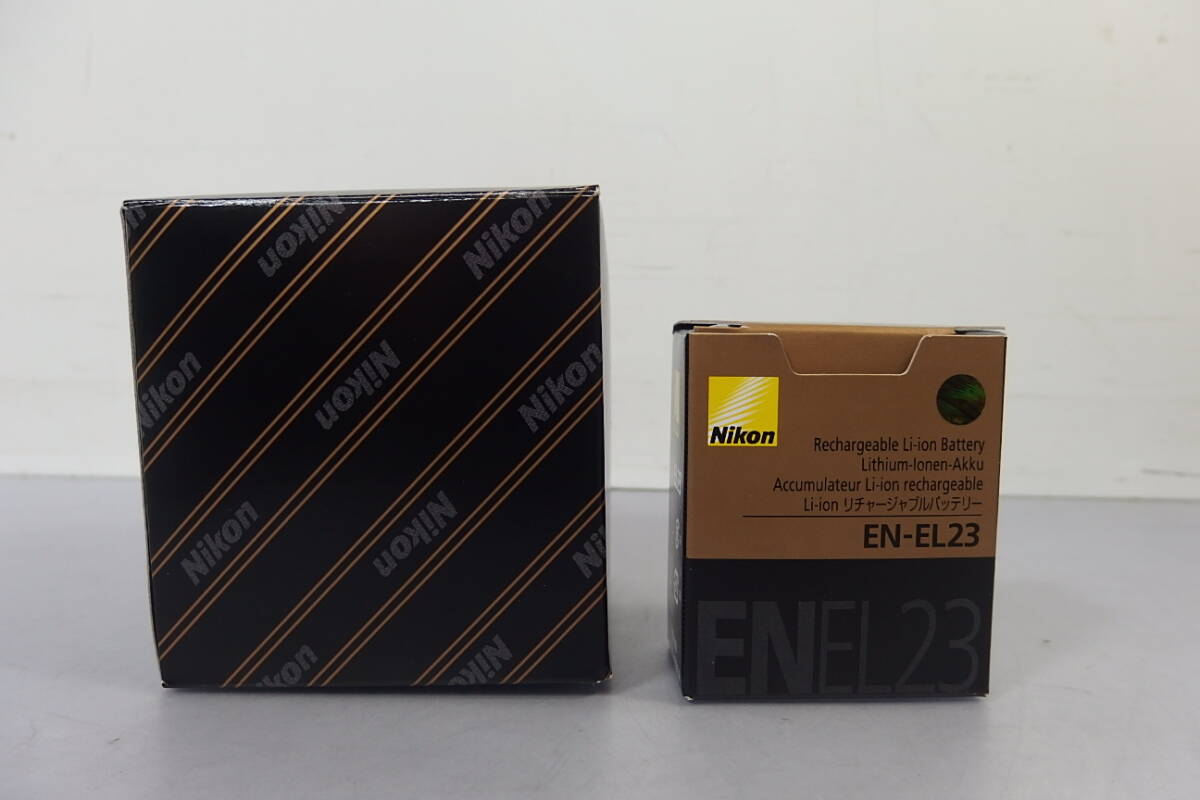 Nikon
Nikon
Nikon
Nikon
Nikon
Nikon
Nikon
Nikon
Nikon
Rechargeable Li-ion Battery
Lithium-Ionen-Akku
Accumulateur Li-ion rechargeable
Li-ion リチャージャブルバッテリー
EN-EL23
ENEL23